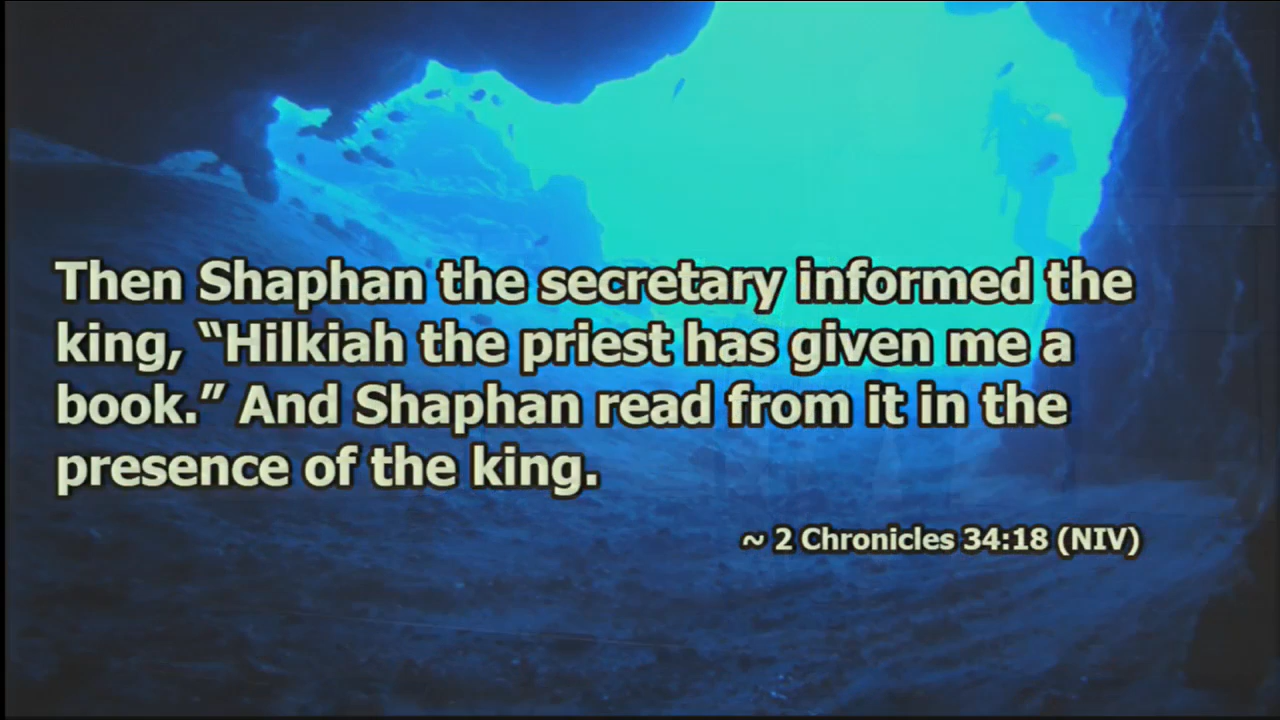 Then Shaphan the secretary informed the
king, “Hilkiah the priest has given me a
book.” And Shaphan read from it in the
presence of the king.
~ 2 Chronicles 34:18 (NIV)